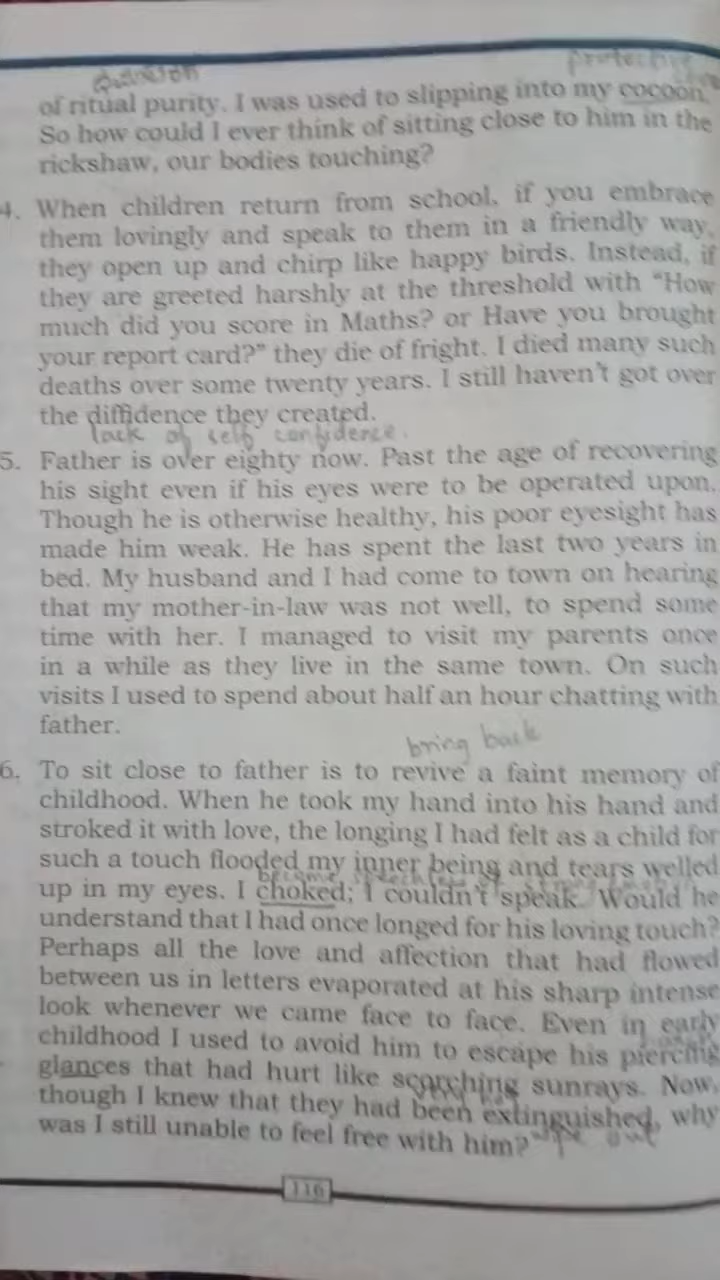 protective
of ritual purity. I was used to slipping into my cocoon.
So how could I ever think of sitting close to him in the
rickshaw, our bodies touching?
4. When children return from school, if you embrace
them lovingly and speak to them in a friendly way,
they open up and chirp like happy birds. Instead, if
they are greeted harshly at the threshold with "How
much did you score in Maths? or Have you brought
your report card?" they die of fright. I died many such
deaths over some twenty years. I still haven't got over
the diffidence they created.
lack of self confidence.
5. Father is over eighty now. Past the age of recovering
his sight even if his eyes were to be operated upon.
Though he is otherwise healthy, his poor eyesight has
made him weak. He has spent the last two years in
bed. My husband and I had come to town on hearing
that my mother-in-law was not well, to spend some
time with her. I managed to visit my parents once
in a while as they live in the same town. On such
visits I used to spend about half an hour chatting with
father.
bring back
6. To sit close to father is to revive a faint memory of
childhood. When he took my hand into his hand and
stroked it with love, the longing I had felt as a child for
such a touch flooded my inner being and tears welled
up in my eyes. I choked; I couldn't speak. Would he
understand that I had once longed for his loving touch?
Perhaps all the love and affection that had flowed
between us in letters evaporated at his sharp intense
look whenever we came face to face. Even in early
childhood I used to avoid him to escape his piercing
glances that had hurt like scorching sunrays. Now,
though I knew that they had been extinguished, why
was I still unable to feel free with him?
out
116